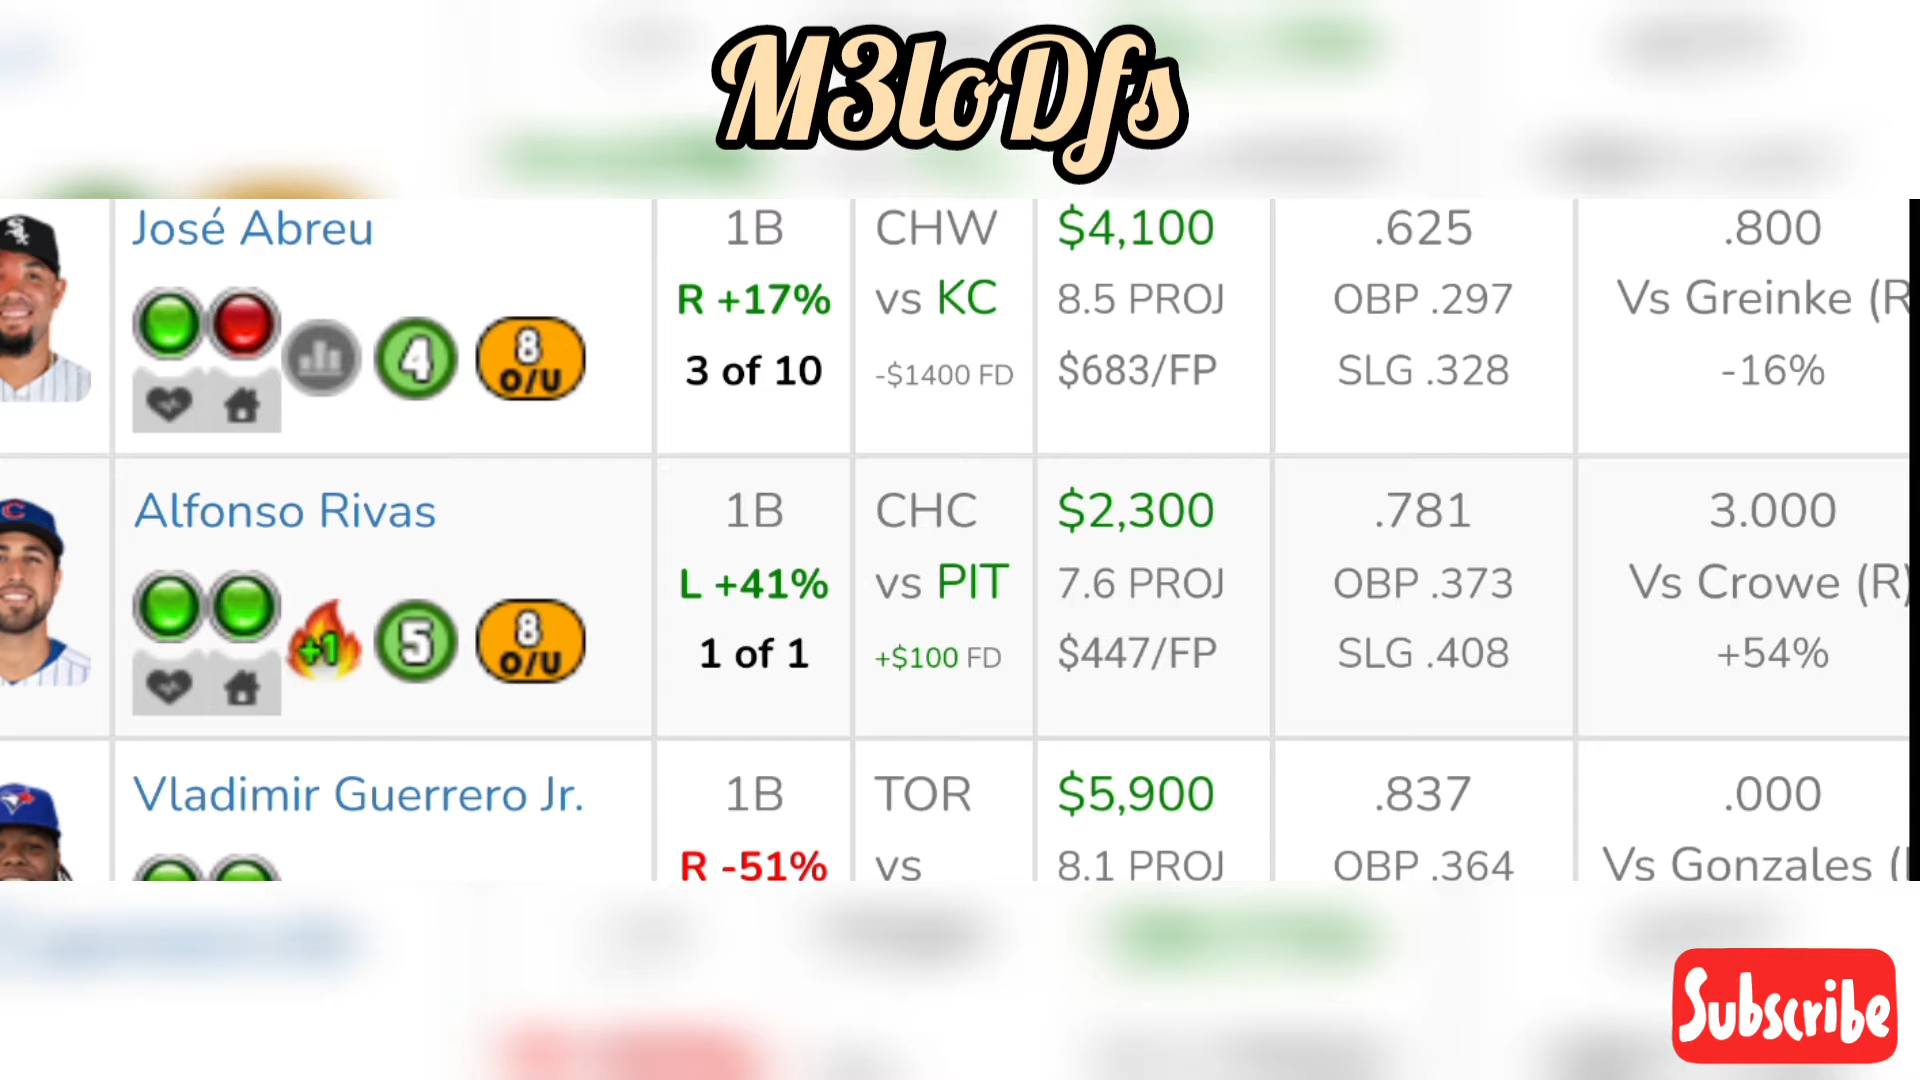 M3loDfs
José Abreu
1B
CHW
$4,100
.625
.800
R +17%
vs KC
8.5 PROJ
OBP .297
Vs Greinke (R
4
8
O/U
3 of 10
-$1400 FD
$683/FP
SLG .328
-16%
Alfonso Rivas
1B
CHC
$2,300
.781
3.000
L +41%
vs PIT
7.6 PROJ
OBP .373
Vs Crowe (R)
+1
5
8
O/U
1 of 1
+$100 FD
$447/FP
SLG .408
+54%
Vladimir Guerrero Jr.
1B
TOR
$5,900
.837
.000
R -51%
vs
8.1 PROJ
OBP .364
Vs Gonzales (
Subscribe